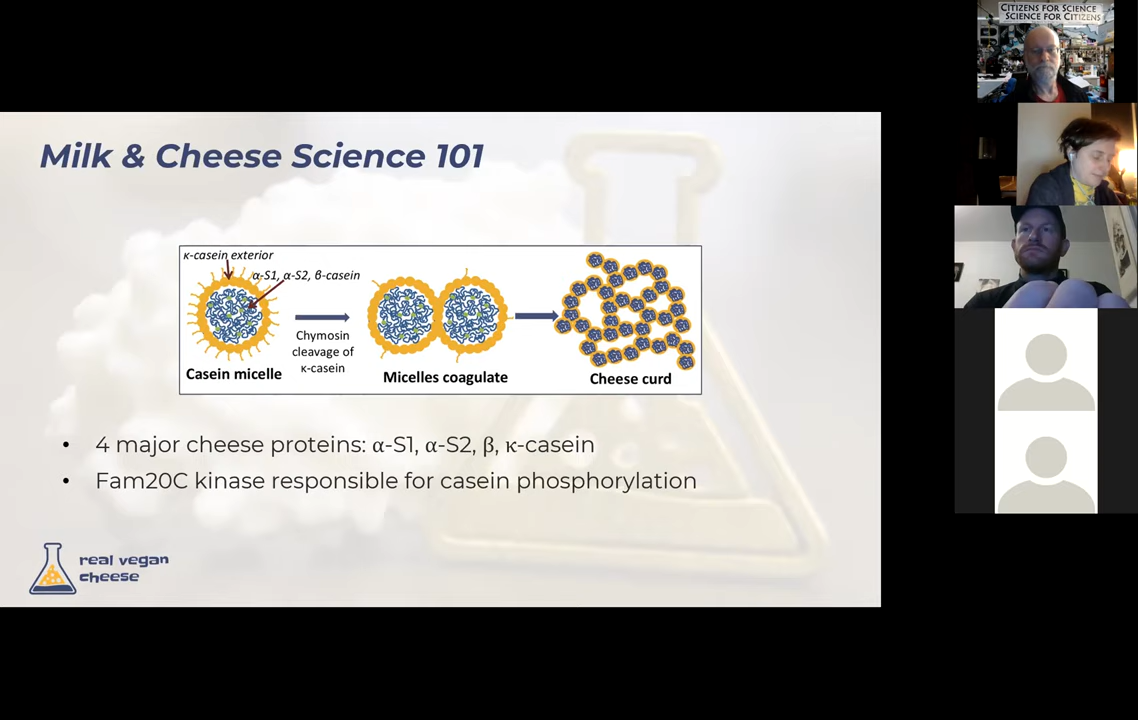 CITIZENS FOR SCIENCE
SCIENCE FOR CITIZENS
Milk & Cheese Science 101
κ-casein exterior
α-S1, α-S2, β-casein
Chymosin
cleavage of
κ-casein
Casein micelle
Micelles coagulate
Cheese curd
• 4 major cheese proteins: α-S1, α-S2, β, κ-casein
• Fam20C kinase responsible for casein phosphorylation
real vegan
cheese